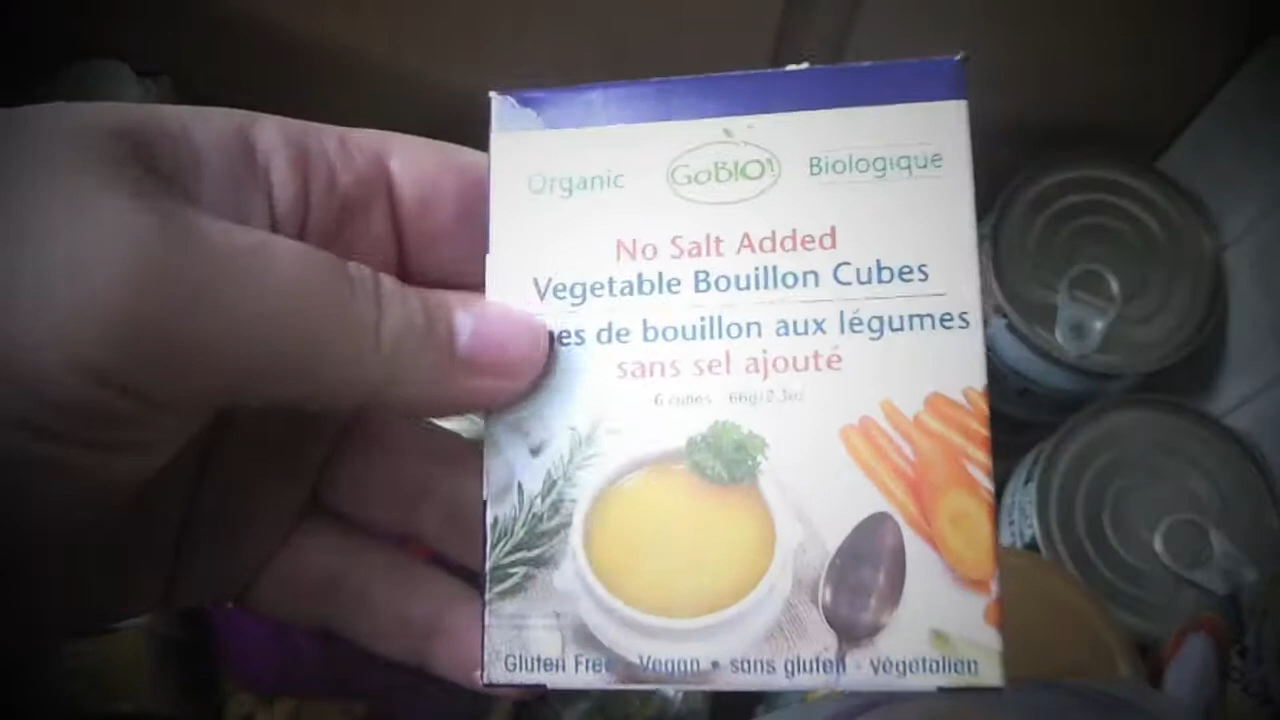 Organic GoBIO! Biologique
No Salt Added
Vegetable Bouillon Cubes
es de bouillon aux légumes
sans sel ajouté
6 cubes 66g/2.3oz
Gluten Free • Vegan • sans gluten • végétalien